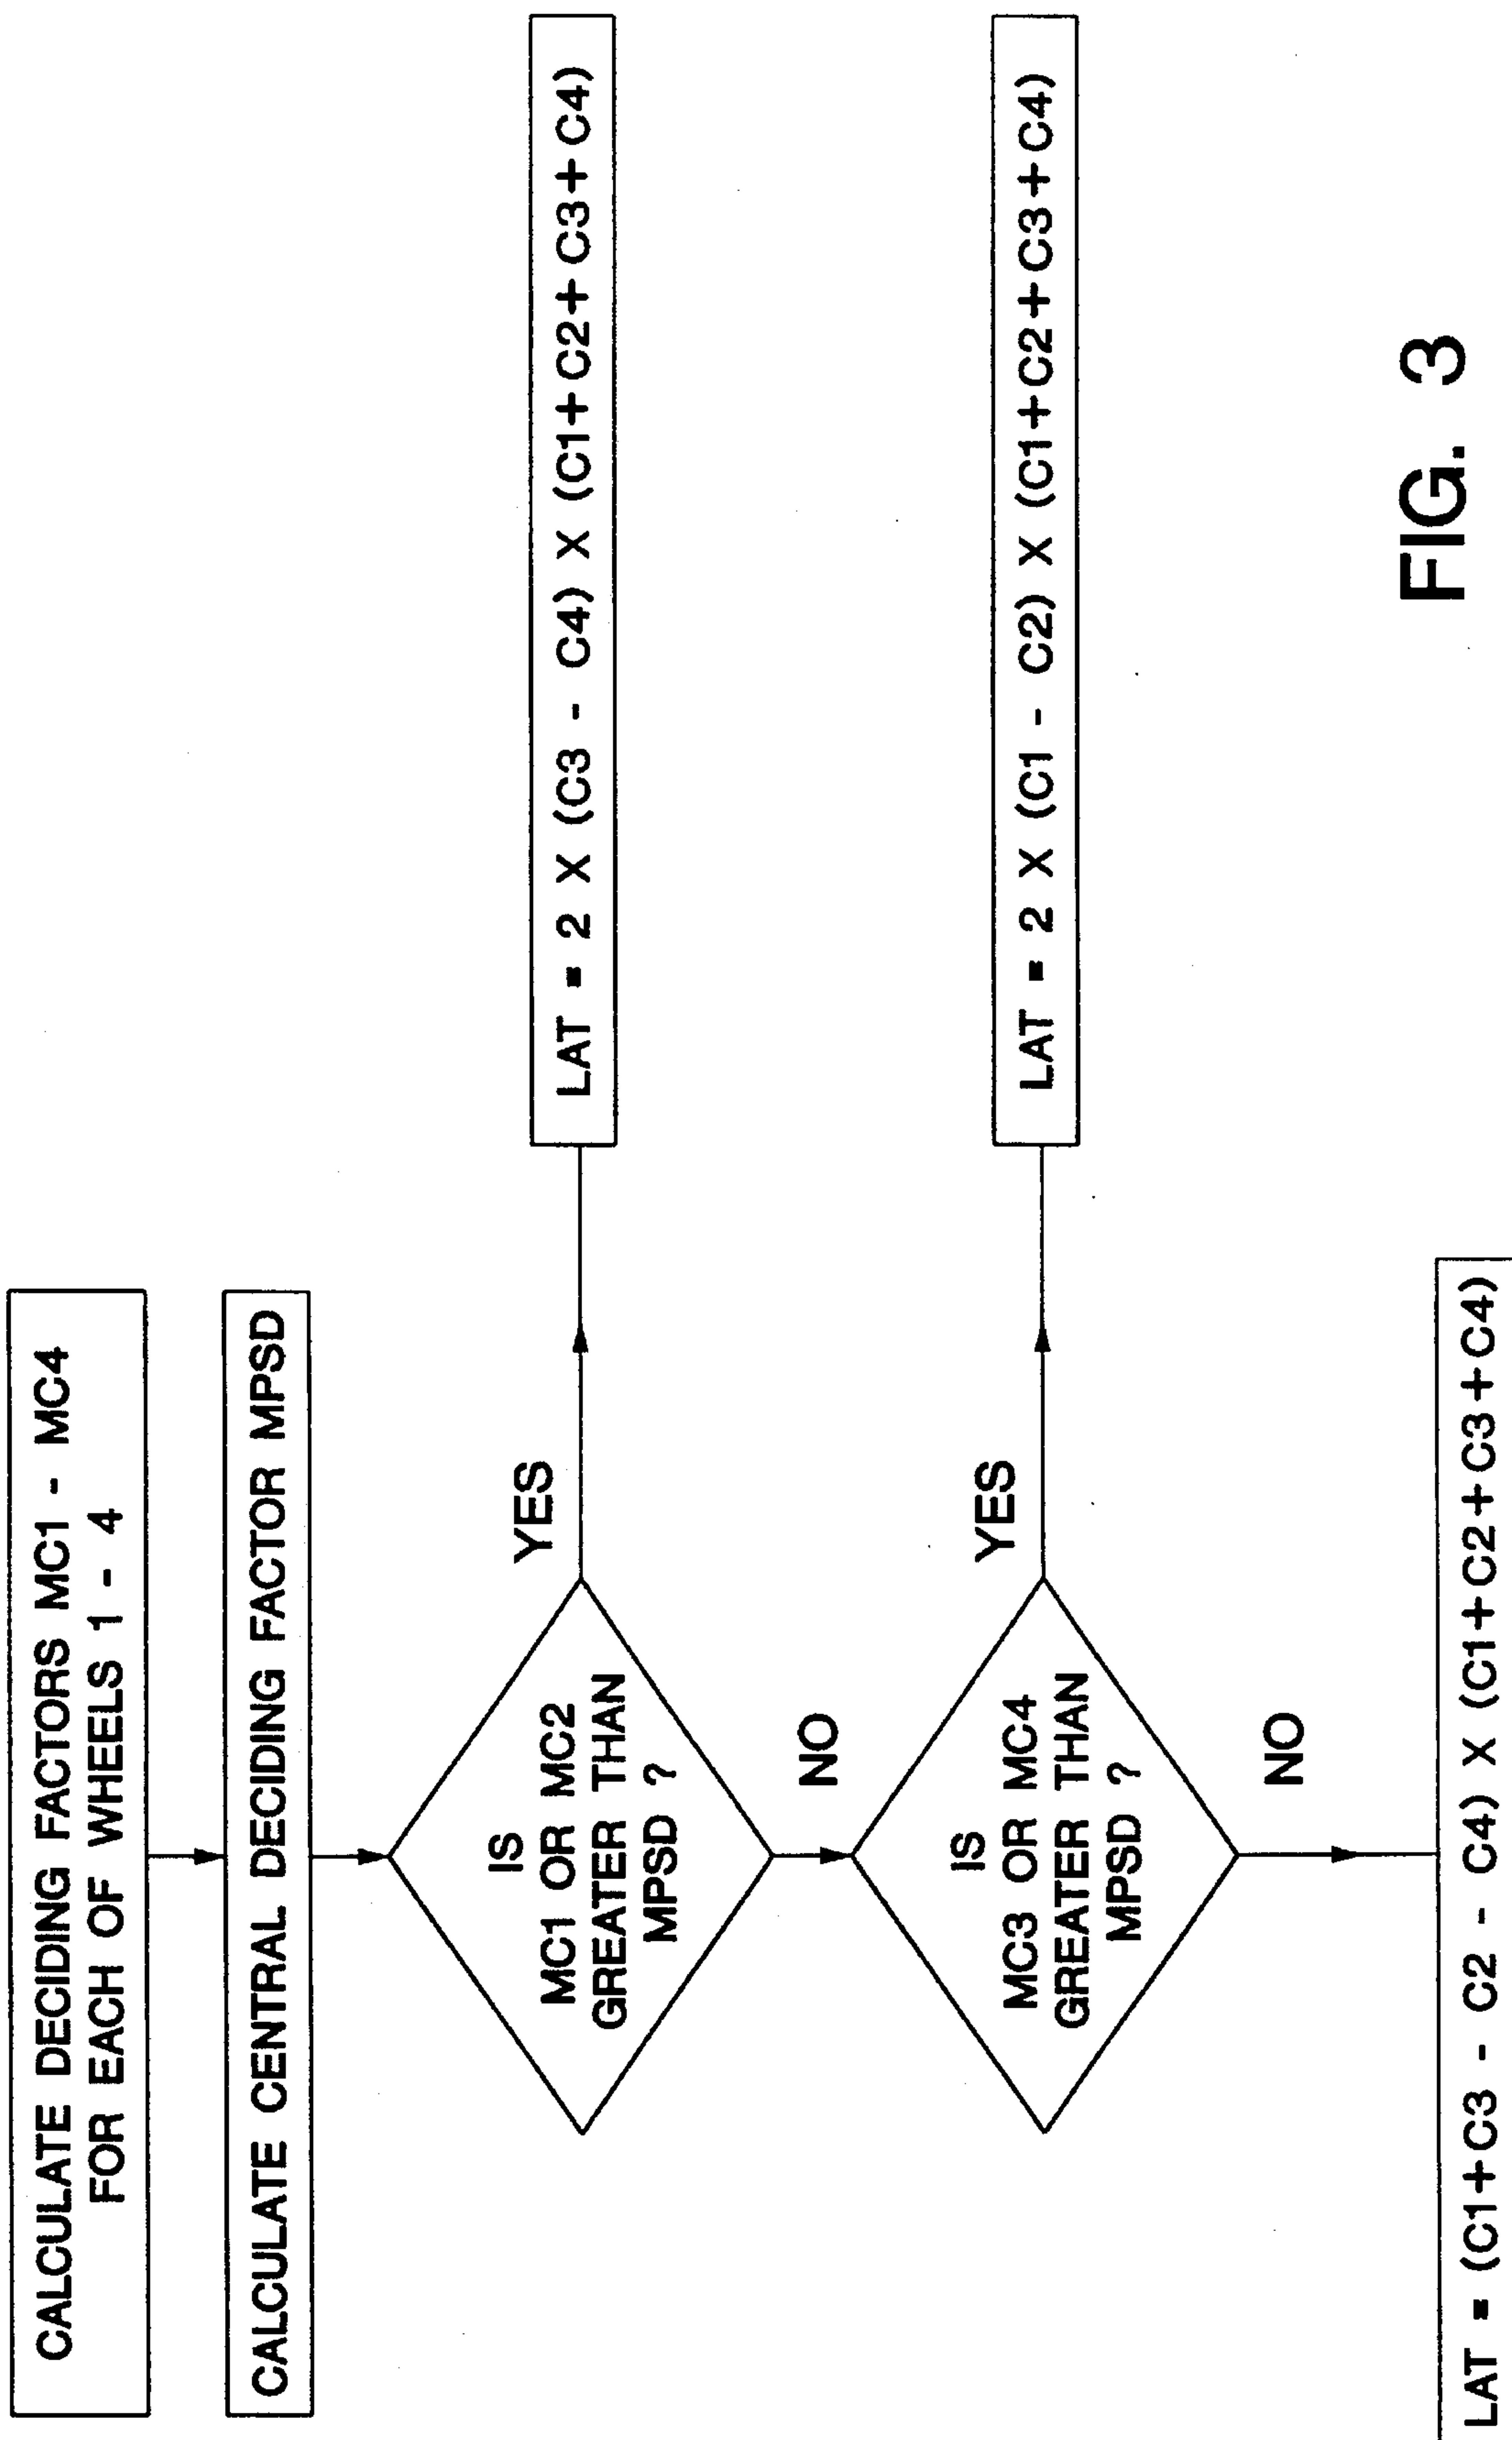 CALCULATE DECIDING FACTORS MC1 - MC4
FOR EACH OF WHEELS 1 - 4
CALCULATE CENTRAL DECIDING FACTOR MPSD
IS
MC1 OR MC2
GREATER THAN
MPSD ?
YES
LAT = 2 X (C3 - C4) X (C1+C2+C3+C4)
NO
IS
MC3 OR MC4
GREATER THAN
MPSD ?
YES
LAT = 2 X (C1 - C2) X (C1+C2+C3+C4)
NO
LAT = (C1+C3 - C2 - C4) X (C1+C2+C3+C4)
FIG. 3